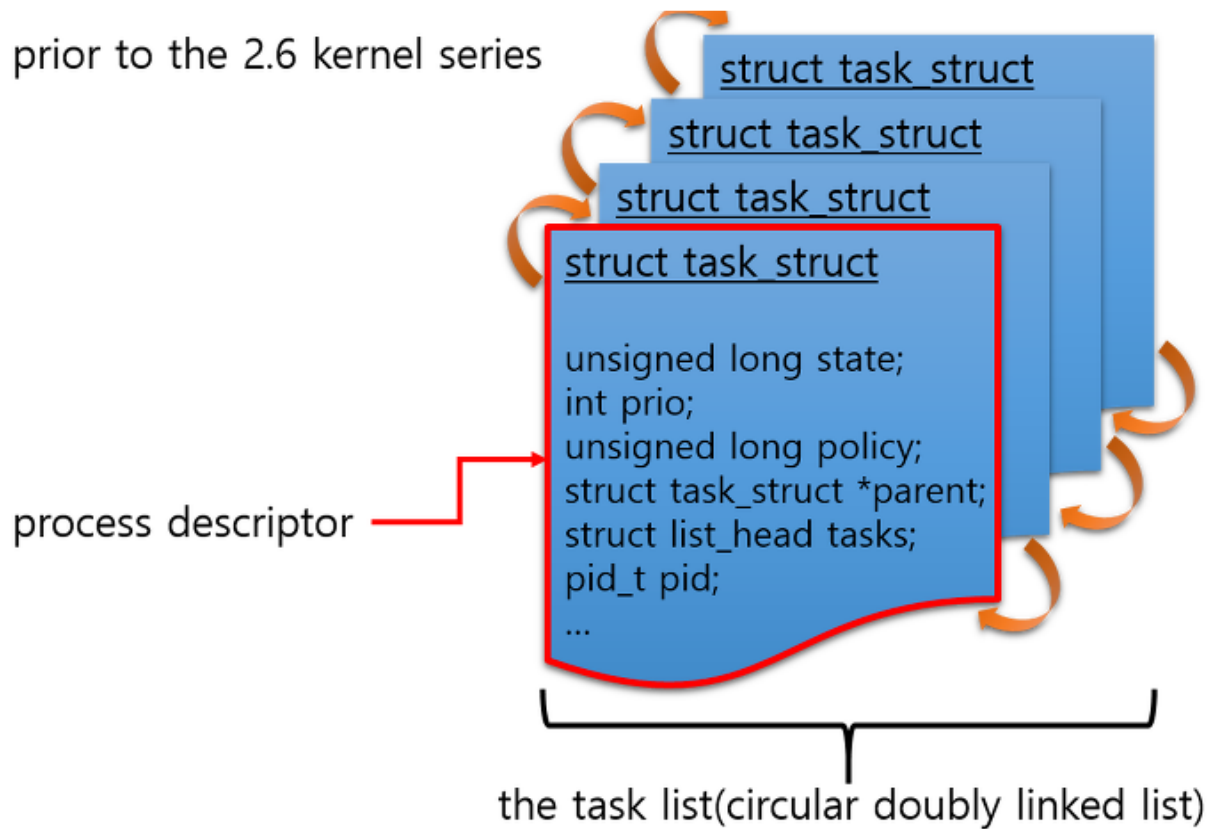 prior to the 2.6 kernel series
struct task_struct
struct task_struct
struct task_struct
struct task_struct
unsigned long state;
int prio;
unsigned long policy;
struct task_struct *parent;
struct list_head tasks;
pid_t pid;
...
process descriptor
the task list(circular doubly linked list)